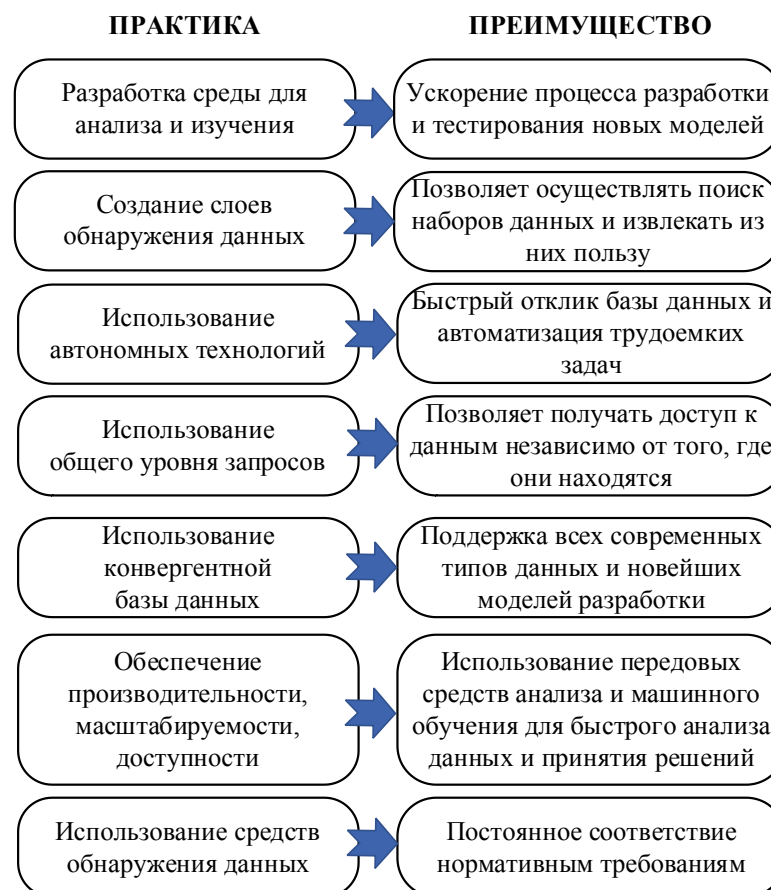 ПРАКТИКА
ПРЕИМУЩЕСТВО
Разработка среды для
анализа и изучения
Ускорение процесса разработки
и тестирования новых моделей
Создание слоев
обнаружения данных
Позволяет осуществлять поиск
наборов данных и извлекать из
них пользу
Использование
автономных технологий
Быстрый отклик базы данных и
автоматизация трудоемких
задач
Использование
общего уровня запросов
Позволяет получать доступ к
данным независимо от того, где
они находятся
Использование
конвергентной
базы данных
Поддержка всех современных
типов данных и новейших
моделей разработки
Обеспечение
производительности,
масштабируемости,
доступности
Использование передовых
средств анализа и машинного
обучения для быстрого анализа
данных и принятия решений
Использование средств
обнаружения данных
Постоянное соответствие
нормативным требованиям